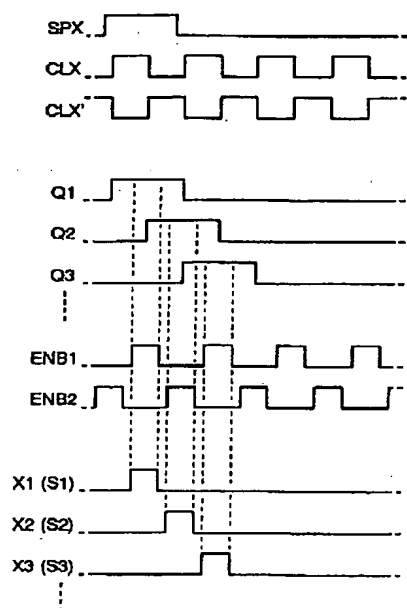 SPX
CLX
CLX'
Q1
Q2
Q3
ENB1
ENB2
X1 (S1)
X2 (S2)
X3 (S3)